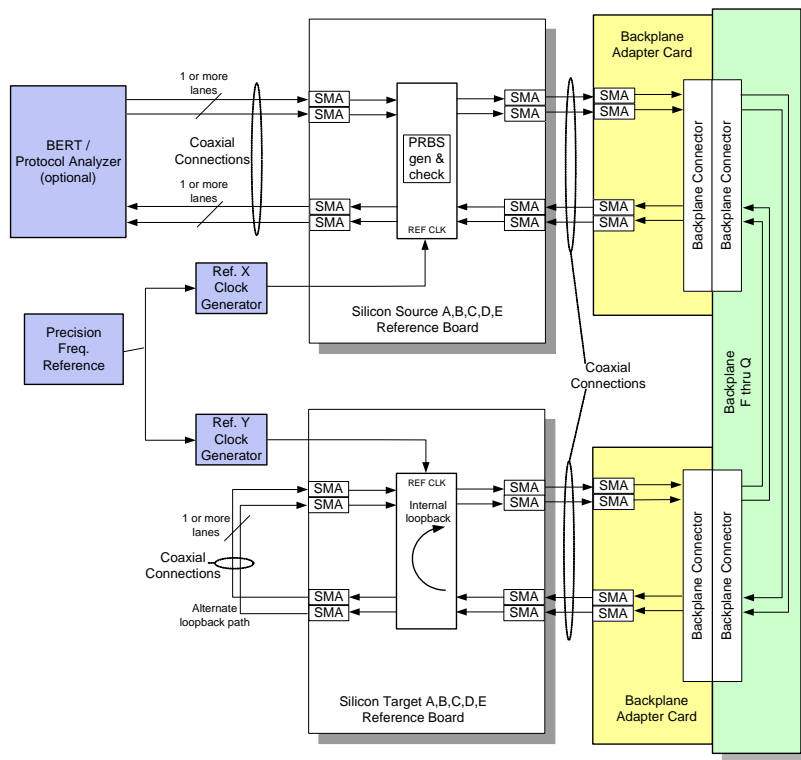 Backplane
Adapter Card
1 or more
lanes
SMA
SMA
SMA
SMA
SMA
SMA
BERT /
Protocol Analyzer
(optional)
Coaxial
Connections
PRBS
gen &
check
Backplane Connector
Backplane Connector
1 or more
lanes
SMA
SMA
REF CLK
SMA
SMA
SMA
SMA
Ref. X
Clock
Generator
Silicon Source A,B,C,D,E
Reference Board
Precision
Freq.
Reference
Coaxial
Connections
Backplane
F thru Q
Ref. Y
Clock
Generator
SMA
SMA
REF CLK
Internal
loopback
SMA
SMA
SMA
SMA
1 or more
lanes
Coaxial
Connections
Backplane Connector
Backplane Connector
Alternate
loopback path
SMA
SMA
SMA
SMA
SMA
SMA
Silicon Target A,B,C,D,E
Reference Board
Backplane
Adapter Card